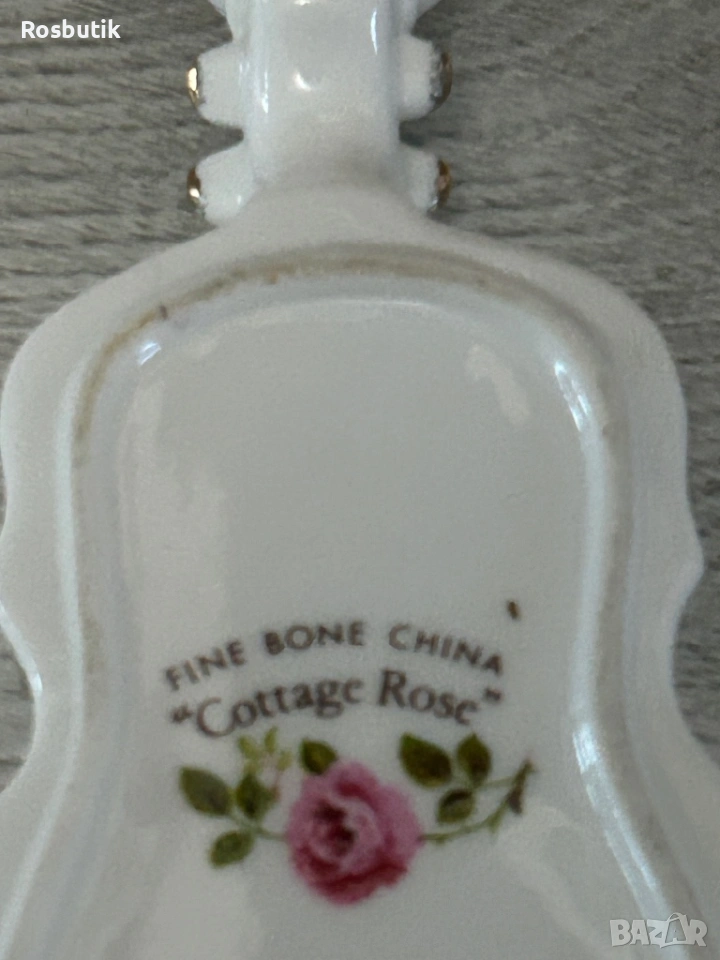 Rosbutik
FINE BONE CHINA
"Cottage Rose"
BAZAR